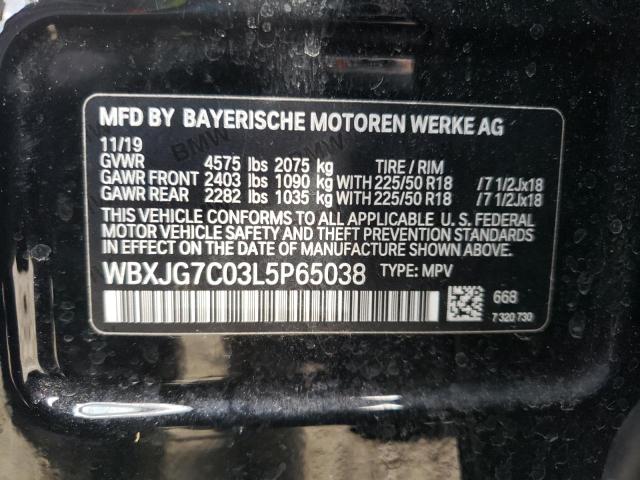 MFD BY BAYERISCHE MOTOREN WERKE AG
11/19
GVWR 4575 lbs 2075 kg TIRE / RIM
GAWR FRONT 2403 lbs 1090 kg WITH 225/50 R18 /7 1/2Jx18
GAWR REAR 2282 lbs 1035 kg WITH 225/50 R18 /7 1/2Jx18
THIS VEHICLE CONFORMS TO ALL APPLICABLE U. S. FEDERAL
MOTOR VEHICLE SAFETY AND THEFT PREVENTION STANDARDS
IN EFFECT ON THE DATE OF MANUFACTURE SHOWN ABOVE.
WBXJG7C03L5P65038 TYPE: MPV
668
7 320 730